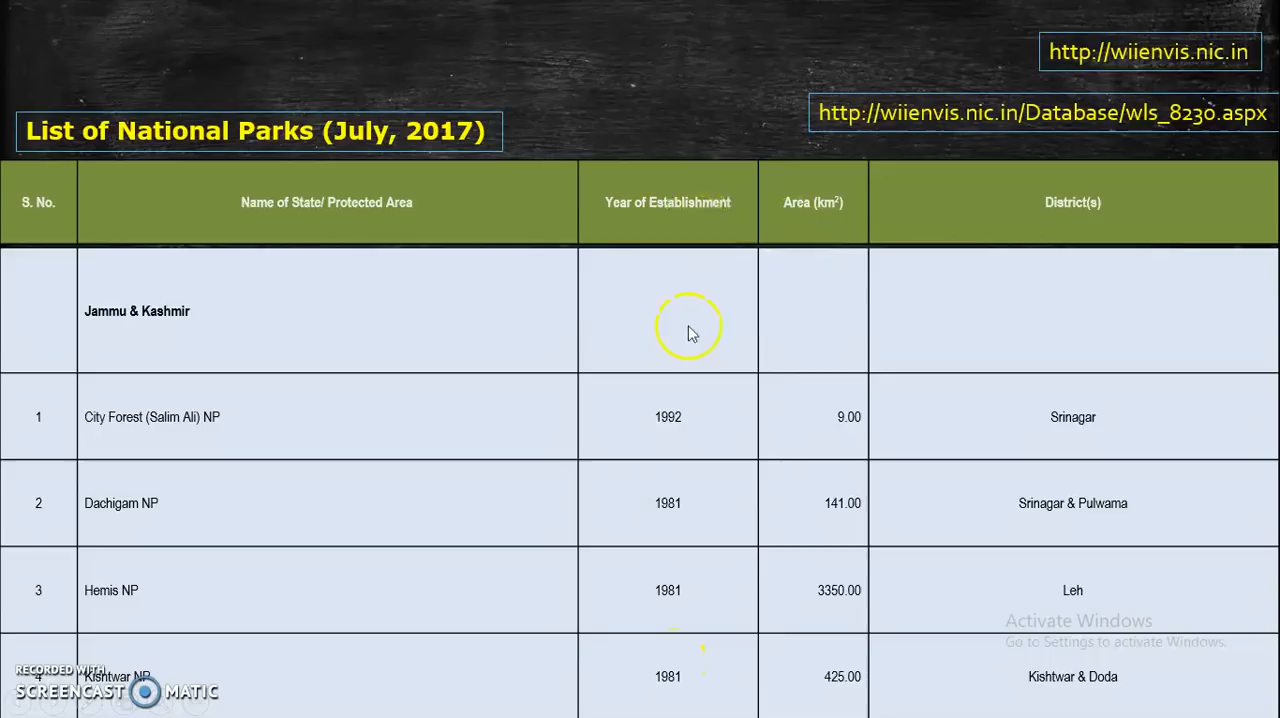 http://wiienvis.nic.in
http://wiienvis.nic.in/Database/wls_8230.aspx
List of National Parks (July, 2017)
S. No. Name of State/ Protected Area Year of Establishment Area (km²) District(s)
Jammu & Kashmir
1 City Forest (Salim Ali) NP 1992 9.00 Srinagar
2 Dachigam NP 1981 141.00 Srinagar & Pulwama
3 Hemis NP 1981 3350.00 Leh
Activate Windows
Go to Settings to activate Windows.
4 Kishtwar NP 1981 425.00 Kishtwar & Doda
RECORDED WITH
SCREENCAST MATIC